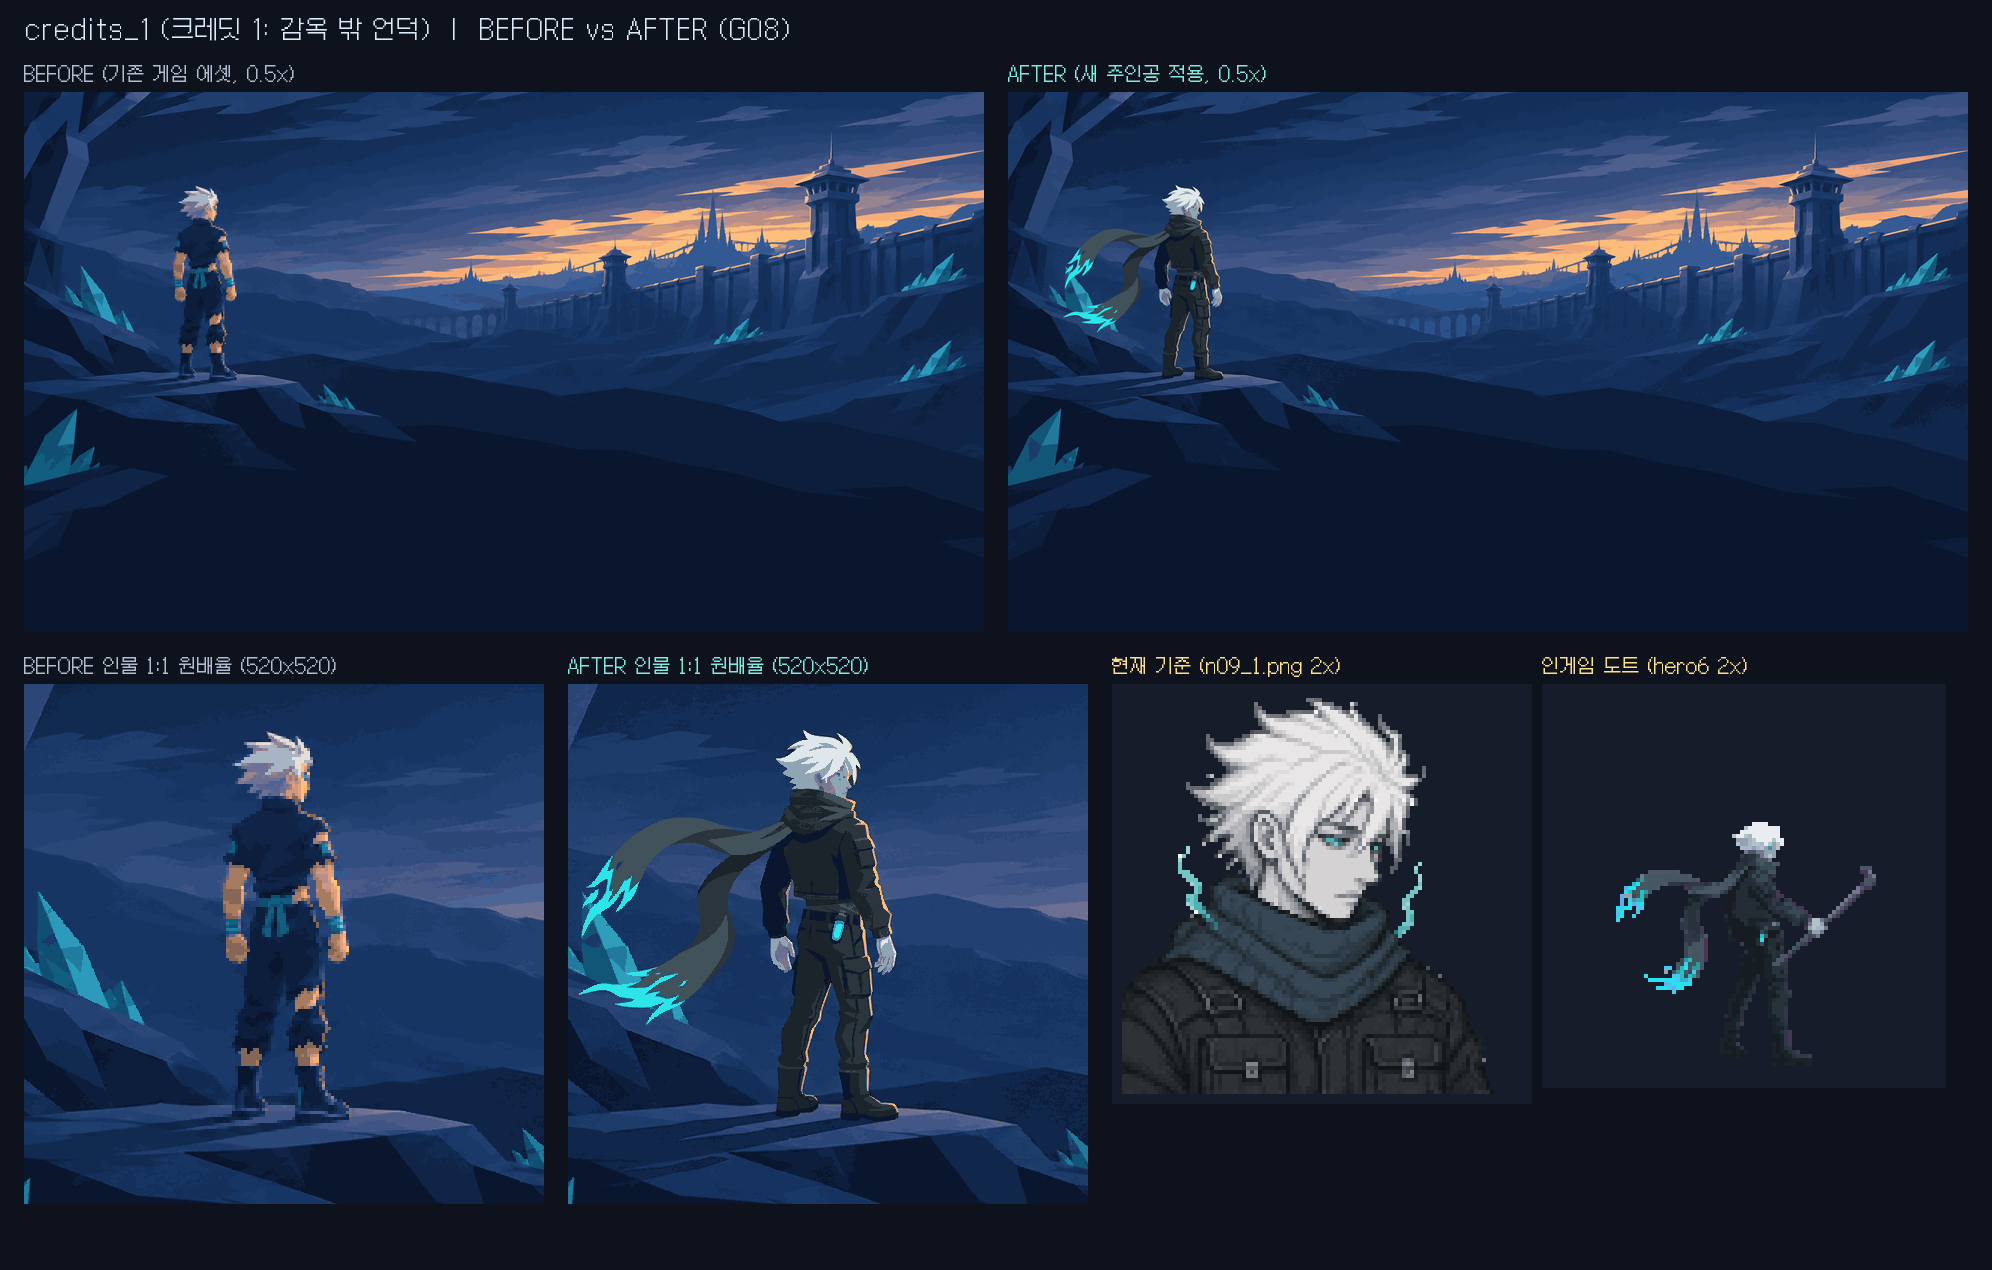 credits_1 (크레딧 1: 감옥 밖 언덕) | BEFORE vs AFTER (G08)
BEFORE (기존 게임 에셋, 0.5x)
AFTER (새 주인공 적용, 0.5x)
BEFORE 인물 1:1 원배율 (520x520)
AFTER 인물 1:1 원배율 (520x520)
현재 기준 (n09_1.png 2x)
인게임 도트 (hero6 2x)